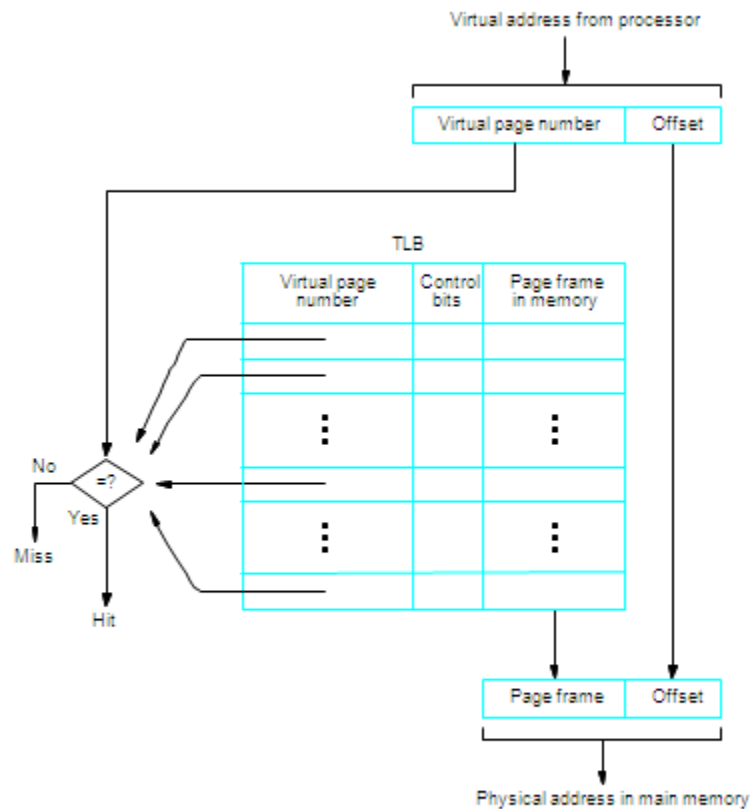 Virtual address from processor
Virtual page number
Offset
TLB
Virtual page
number
Control
bits
Page frame
in memory
No
=?
Yes
Miss
Hit
Page frame
Offset
Physical address in main memory